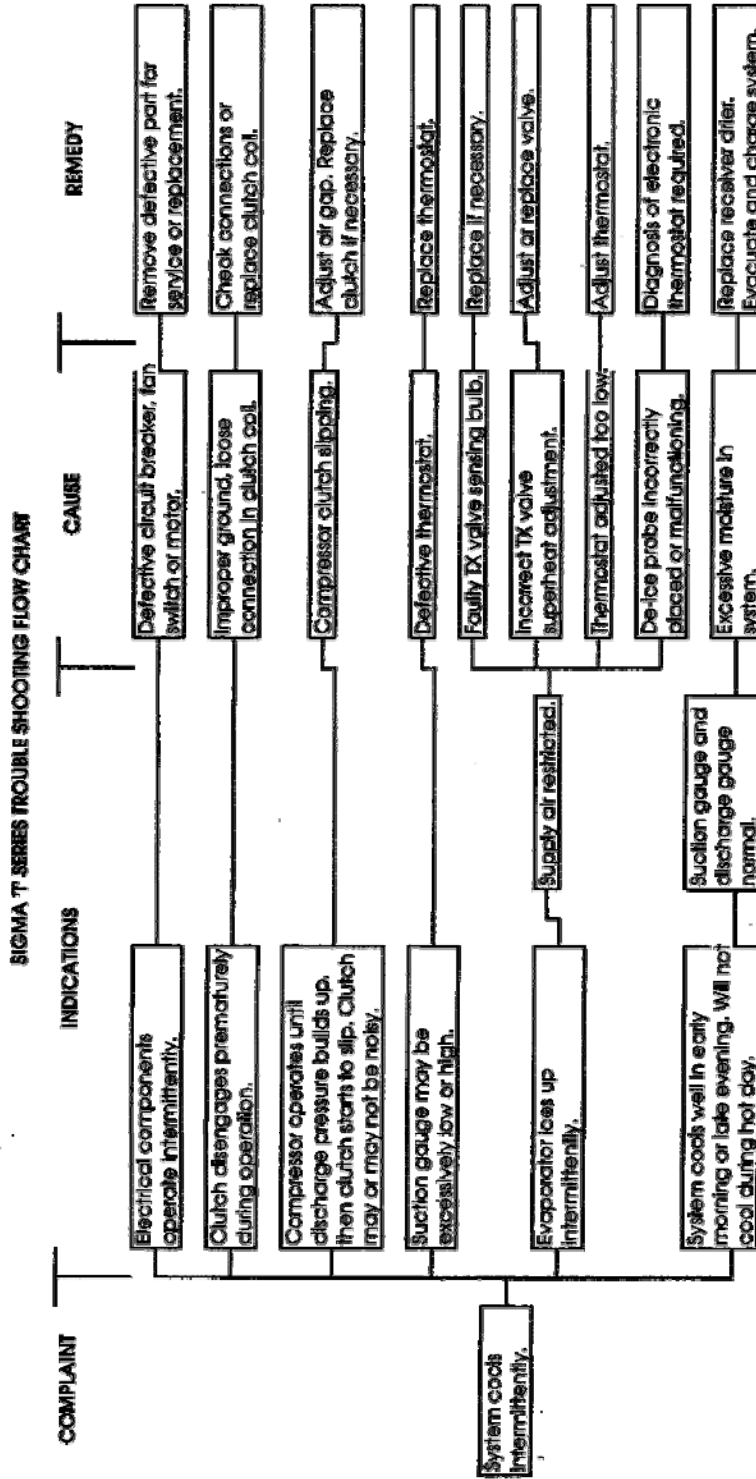 SIGMA 'T' SERIES TROUBLE SHOOTING FLOW CHART
COMPLAINT
INDICATIONS
CAUSE
REMEDY
System cools
intermittently.
Electrical components
operate intermittently.
Defective circuit breaker, fan
switch or motor.
Remove defective part for
service or replacement.
Clutch disengages prematurely
during operation.
Improper ground, loose
connection in clutch coil.
Check connections or
replace clutch coil.
Compressor operates until
discharge pressure builds up,
then clutch starts to slip. Clutch
may or may not be noisy.
Compressor clutch slipping.
Adjust air gap. Replace
clutch if necessary.
Suction gauge may be
excessively low or high.
Defective thermostat.
Replace thermostat.
Evaporator ices up
intermittently.
Supply air restricted.
Faulty TX valve sensing bulb.
Replace if necessary.
Incorrect TX valve
superheat adjustment.
Adjust or replace valve.
Thermostat adjusted too low.
Adjust thermostat.
De-ice probe incorrectly
placed or malfunctioning.
Diagnosis of electronic
thermostat required.
System cools well in early
morning or late evening. Will not
cool during hot day.
Suction gauge and
discharge gauge
normal.
Excessive moisture in
system.
Replace receiver drier.
Evacuate and charge system.